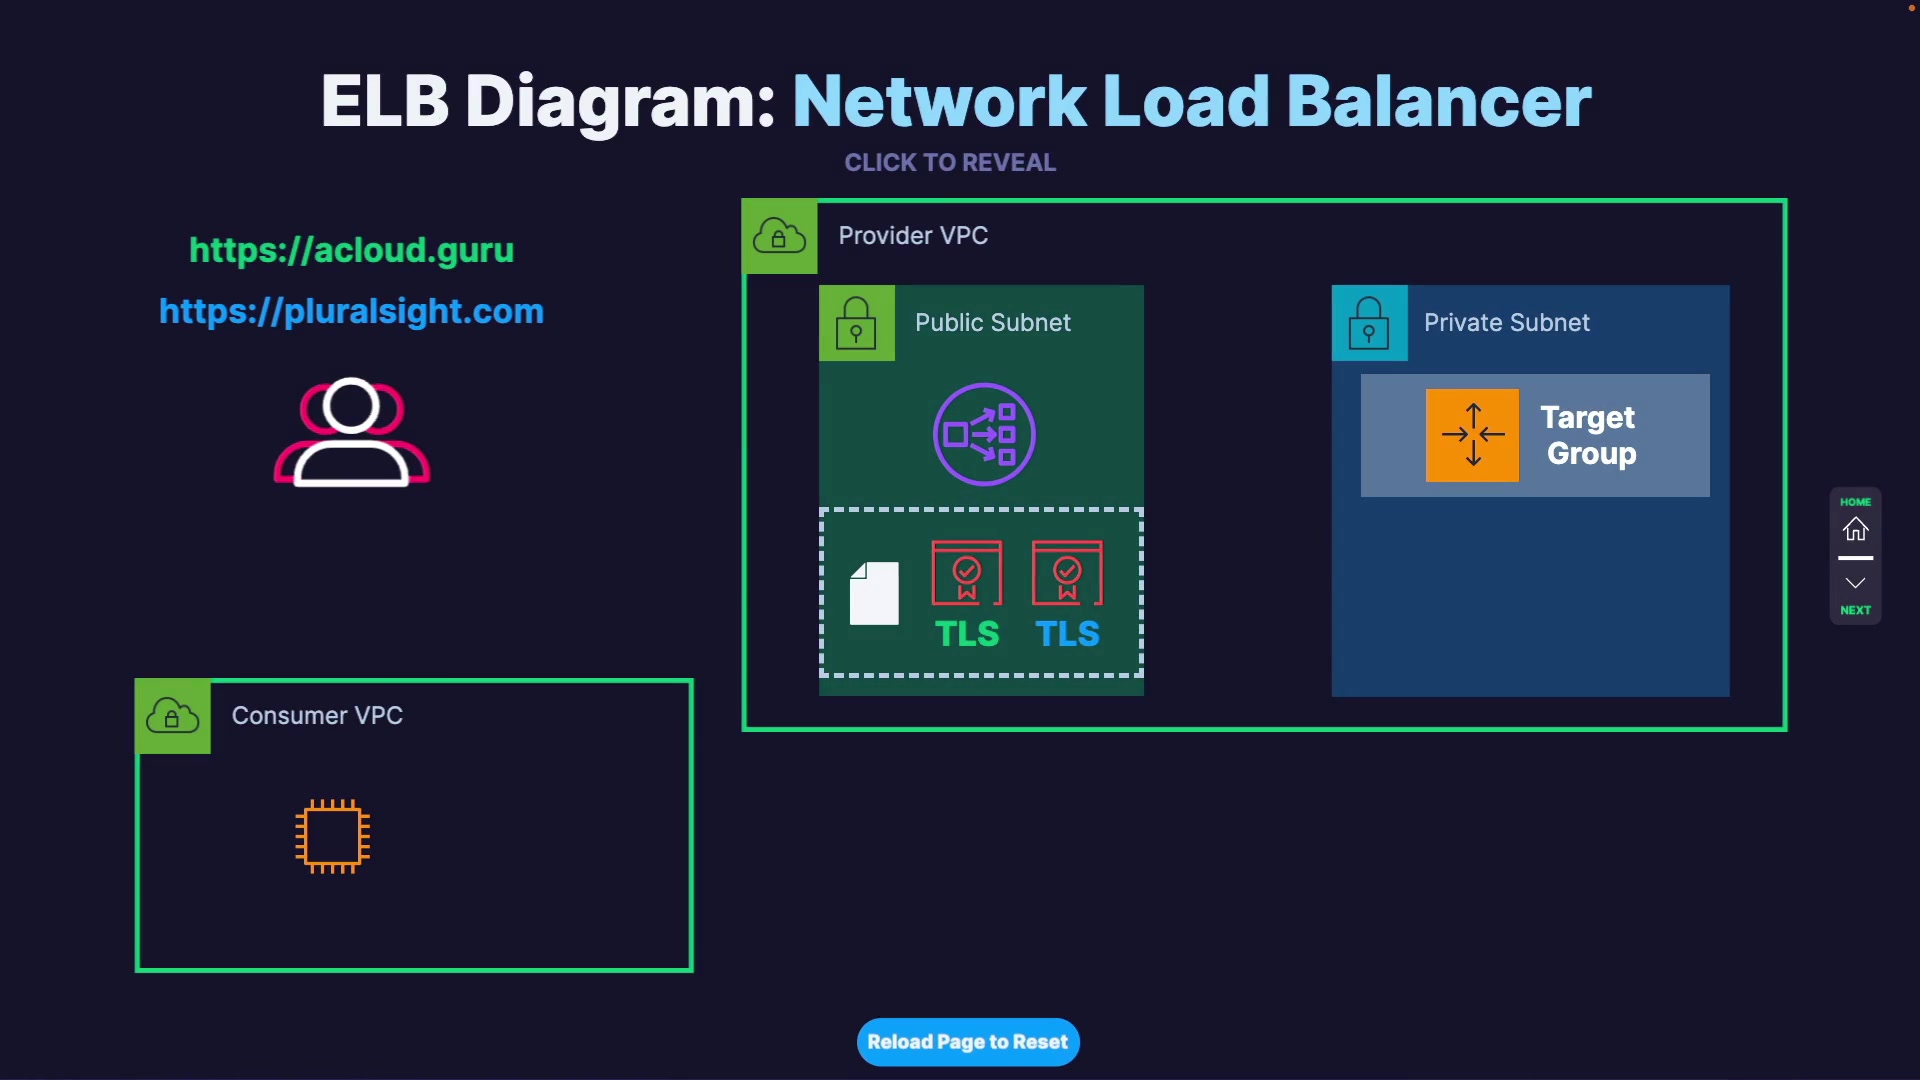 ELB Diagram: Network Load Balancer
CLICK TO REVEAL
https://acloud.guru
https://pluralsight.com
Provider VPC
Public Subnet
Private Subnet
Target
Group
TLS
TLS
HOME
NEXT
Consumer VPC
Reload Page to Reset